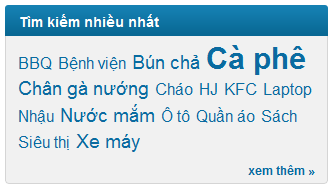 Tìm kiếm nhiều nhất
BBQ Bệnh viện Bún chả Cà phê
Chân gà nướng Cháo HJ KFC Laptop
Nhậu Nước mắm Ô tô Quần áo Sách
Siêu thị Xe máy
xem thêm »